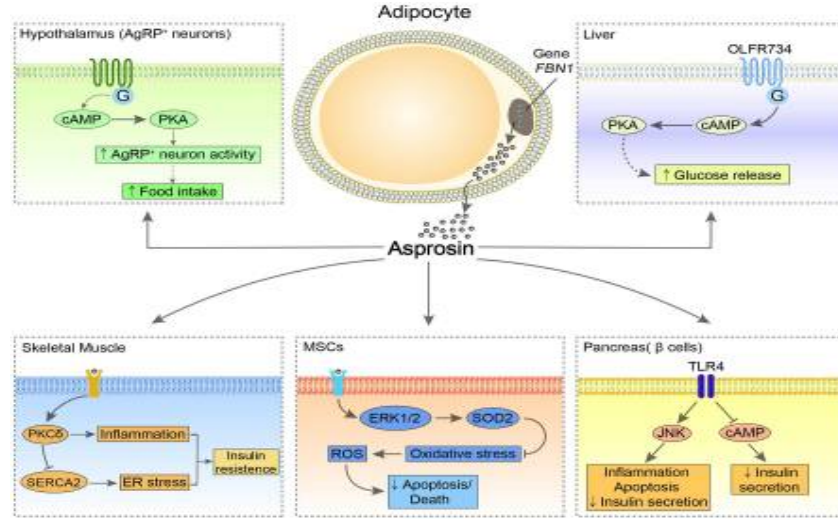 Adipocyte
Hypothalamus (AgRP⁺ neurons)
G
cAMP
PKA
↑ AgRP⁺ neuron activity
↑ Food intake
Gene
FBN1
Asprosin
Liver
OLFR734
G
PKA
cAMP
↑ Glucose release
Skeletal Muscle
PKCδ
Inflammation
Insulin
resistence
SERCA2
ER stress
MSCs
ERK1/2
SOD2
ROS
Oxidative stress
↓ Apoptosis/
Death
Pancreas( β cells)
TLR4
JNK
cAMP
Inflammation
Apoptosis
↓ Insulin secretion
↓ Insulin
secretion